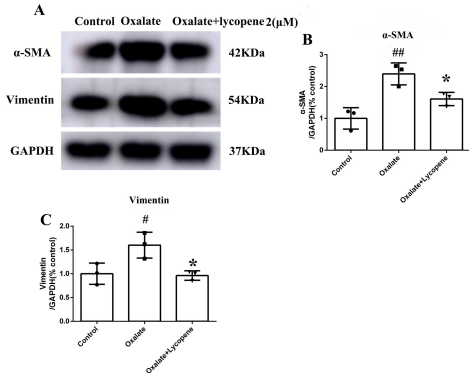 A
Control Oxalate Oxalate+lycopene 2(μM)
α-SMA 42KDa
Vimentin 54KDa
GAPDH 37KDa
B
α-SMA
α-SMA
/GAPDH(% control)
3
2
1
0
##
*
Control
Oxalate
Oxalate+Lycopene
C
Vimentin
Vimentin
/GAPDH(% control)
2.0
1.5
1.0
0.5
0.0
#
*
Control
Oxalate
Oxalate+Lycopene